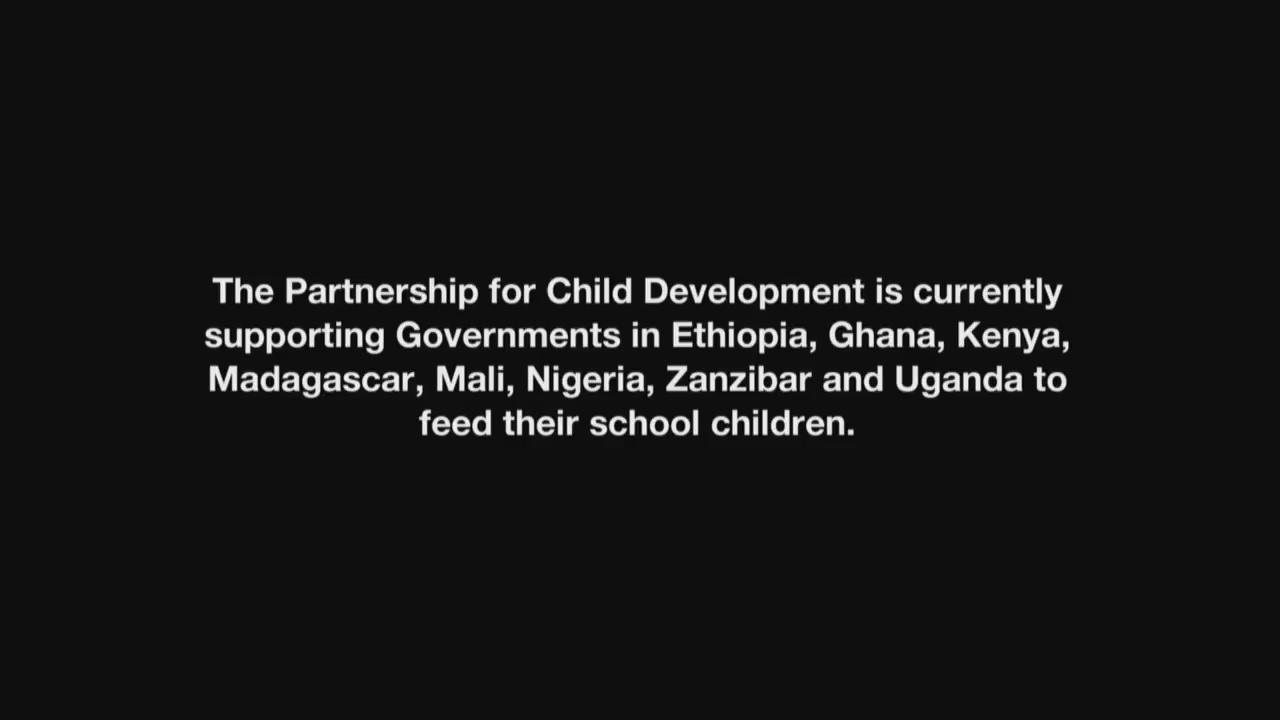 The Partnership for Child Development is currently
supporting Governments in Ethiopia, Ghana, Kenya,
Madagascar, Mali, Nigeria, Zanzibar and Uganda to
feed their school children.